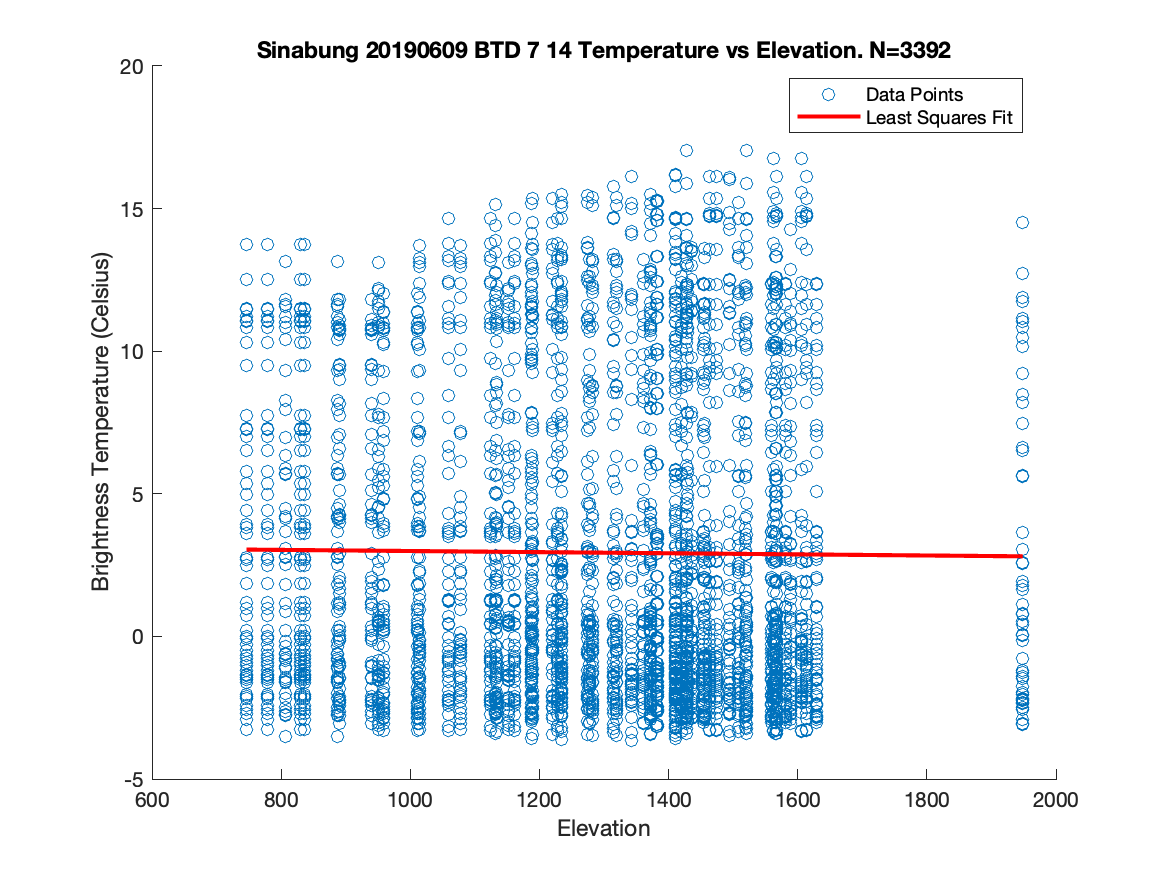 Sinabung 20190609 BTD 7 14 Temperature vs Elevation. N=3392
20
Data Points
Least Squares Fit
15
10
5
0
-5
Brightness Temperature (Celsius)
600 800 1000 1200 1400 1600 1800 2000
Elevation